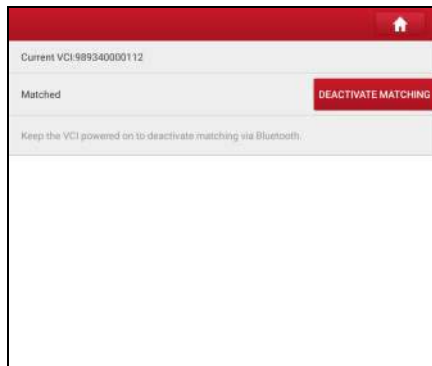 Current VCI:989340000112
Matched
DEACTIVATE MATCHING
Keep the VCI powered on to deactivate matching via Bluetooth.